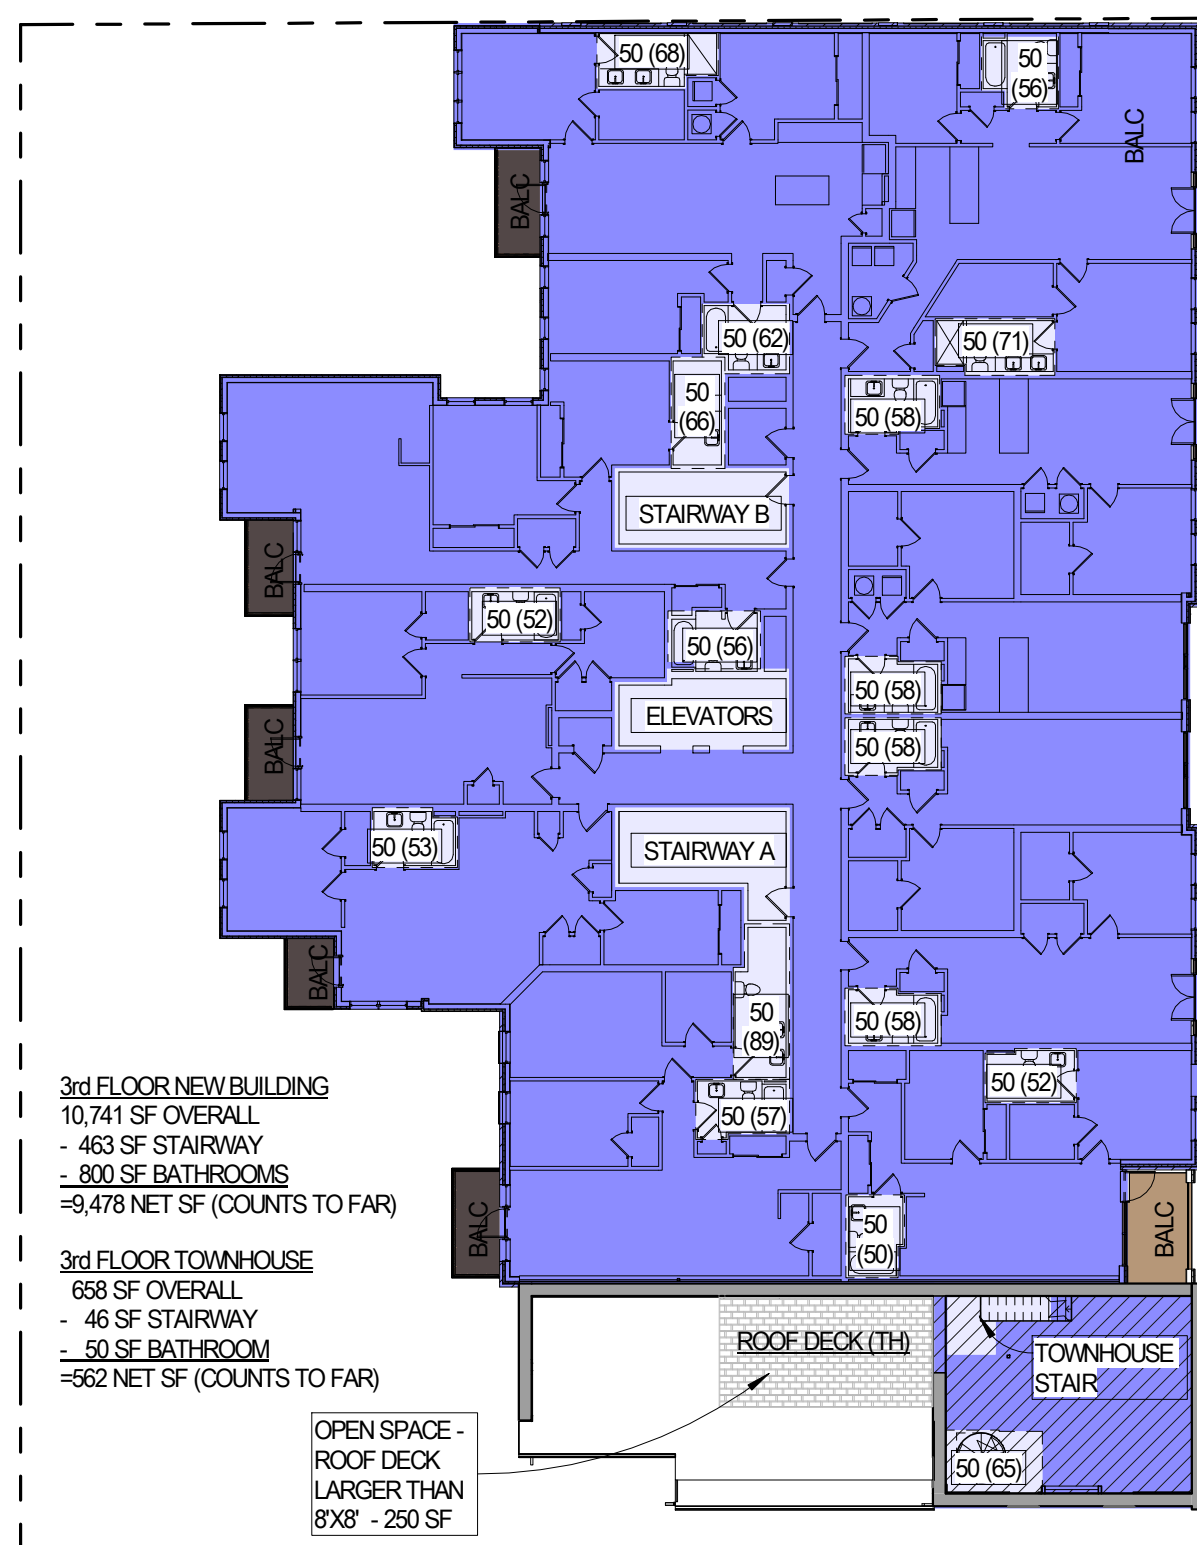 50 (68)
50
(56)
BALC
BALC
50 (62)
50 (71)
50
(66)
50 (58)
STAIRWAY B
BALC
50 (52)
50 (56)
50 (58)
ELEVATORS
BALC
50 (58)
50 (53)
STAIRWAY A
BALC
50
(89)
50 (58)
50 (52)
50 (57)
3rd FLOOR NEW BUILDING
10,741 SF OVERALL
- 463 SF STAIRWAY
- 800 SF BATHROOMS
=9,478 NET SF (COUNTS TO FAR)
BALC
50
(50)
BALC
3rd FLOOR TOWNHOUSE
658 SF OVERALL
- 46 SF STAIRWAY
- 50 SF BATHROOM
=562 NET SF (COUNTS TO FAR)
ROOF DECK (TH)
TOWNHOUSE
STAIR
OPEN SPACE -
ROOF DECK
LARGER THAN
8'X8' - 250 SF
50 (65)